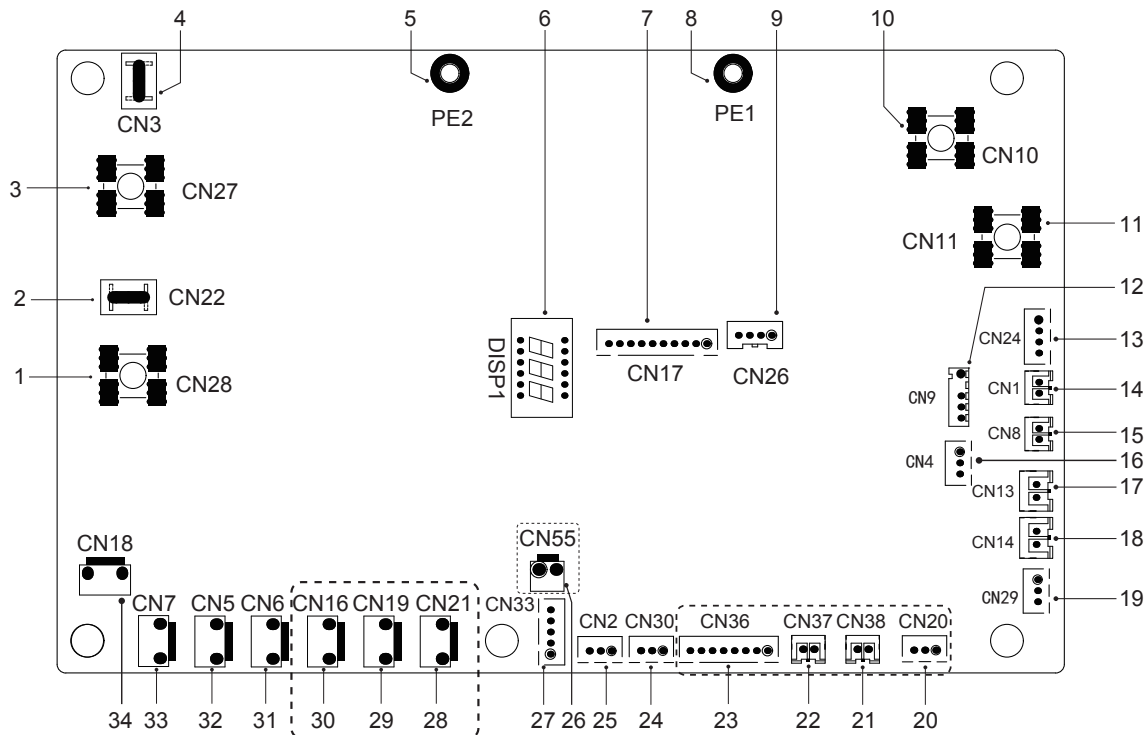 4 5 6 7 8 9 10
CN3
PE2
PE1
CN10
3 CN27
CN11 11
2 CN22
12
DISP1
CN17
CN26
CN24 13
1 CN28
CN9
CN1 14
CN8 15
CN4 16
CN13 17
CN14 18
CN18
CN55
CN29 19
CN7 CN5 CN6 CN16 CN19 CN21 CN33 CN2 CN30 CN36 CN37 CN38 CN20
34 33 32 31 30 29 28 27 26 25 24 23 22 21 20